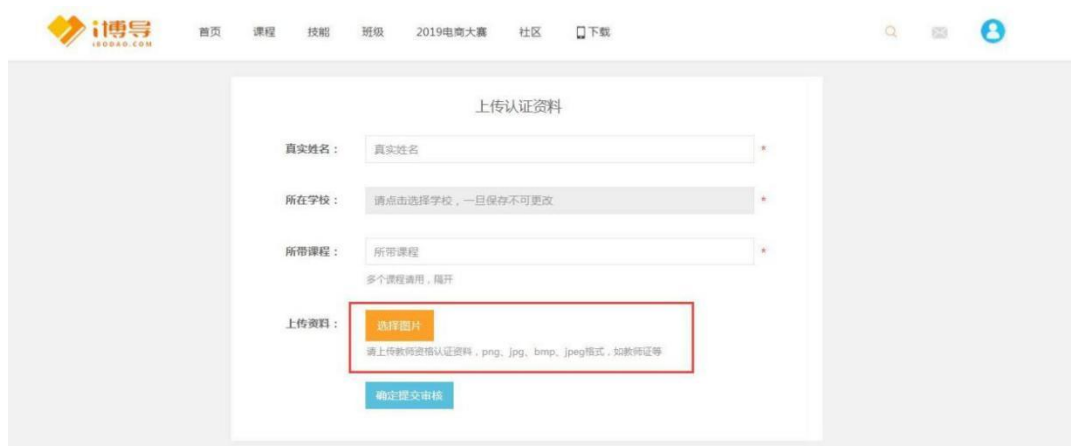 i博导 首页 课程 技能 班级 2019电商大赛 社区 下载
IBODAO.COM
上传认证资料
真实姓名： 真实姓名 *
所在学校： 请点击选择学校，一旦保存不可更改 *
所带课程： 所带课程 *
多个课程请用，隔开
上传资料： 选择图片
请上传教师资格认证资料，png、jpg、bmp、jpeg格式，如教师证等
确定提交审核